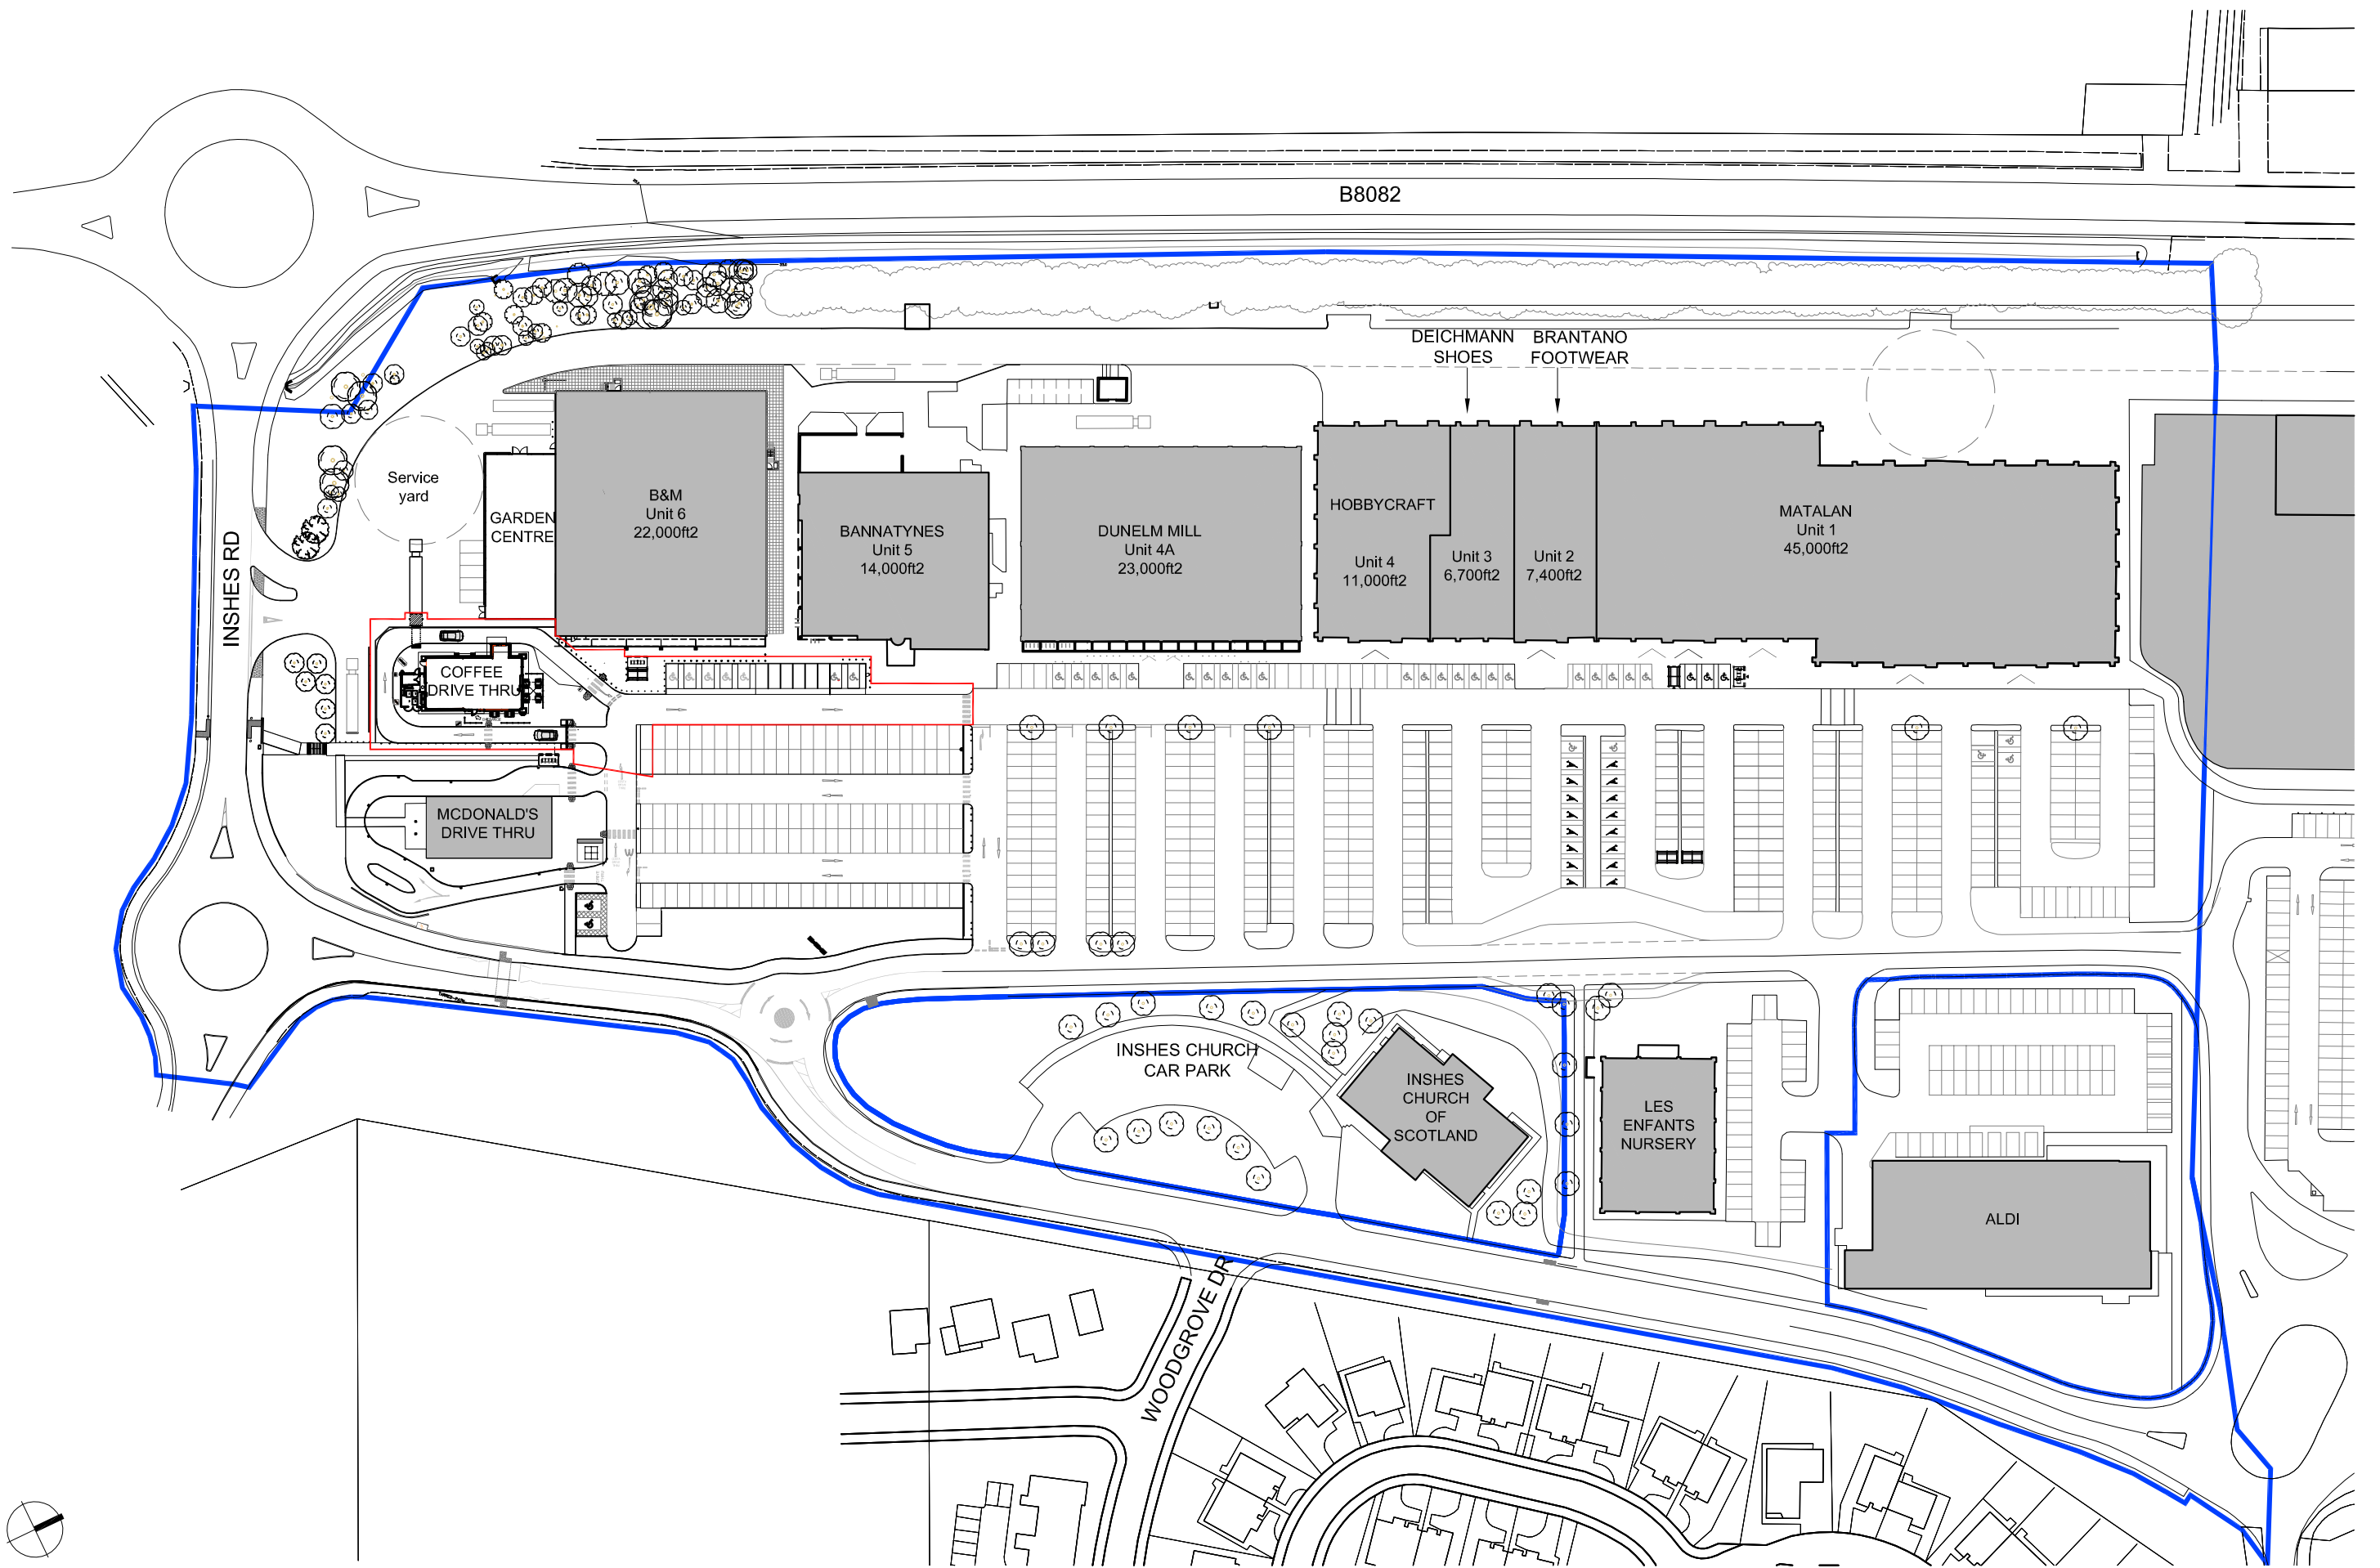 B8082
DEICHMANN
SHOES
BRANTANO
FOOTWEAR
Service
yard
GARDEN
CENTRE
B&M
Unit 6
22,000ft2
BANNATYNES
Unit 5
14,000ft2
DUNELM MILL
Unit 4A
23,000ft2
HOBBYCRAFT
Unit 4
11,000ft2
Unit 3
6,700ft2
Unit 2
7,400ft2
MATALAN
Unit 1
45,000ft2
INSHES RD
COFFEE
DRIVE THRU
MCDONALD'S
DRIVE THRU
INSHES CHURCH
CAR PARK
INSHES
CHURCH
OF
SCOTLAND
LES
ENFANTS
NURSERY
ALDI
WOODGROVE DR